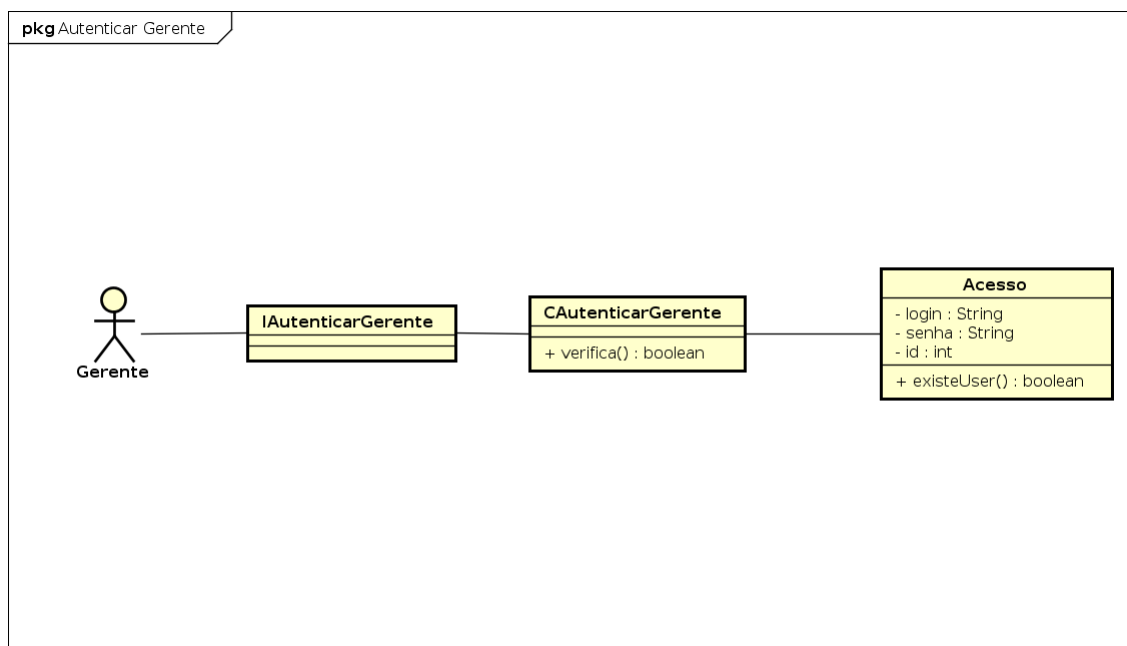 pkg Autenticar Gerente
Gerente
IAutenticarGerente
CAutenticarGerente
+ verifica() : boolean
Acesso
- login : String
- senha : String
- id : int
+ existeUser() : boolean